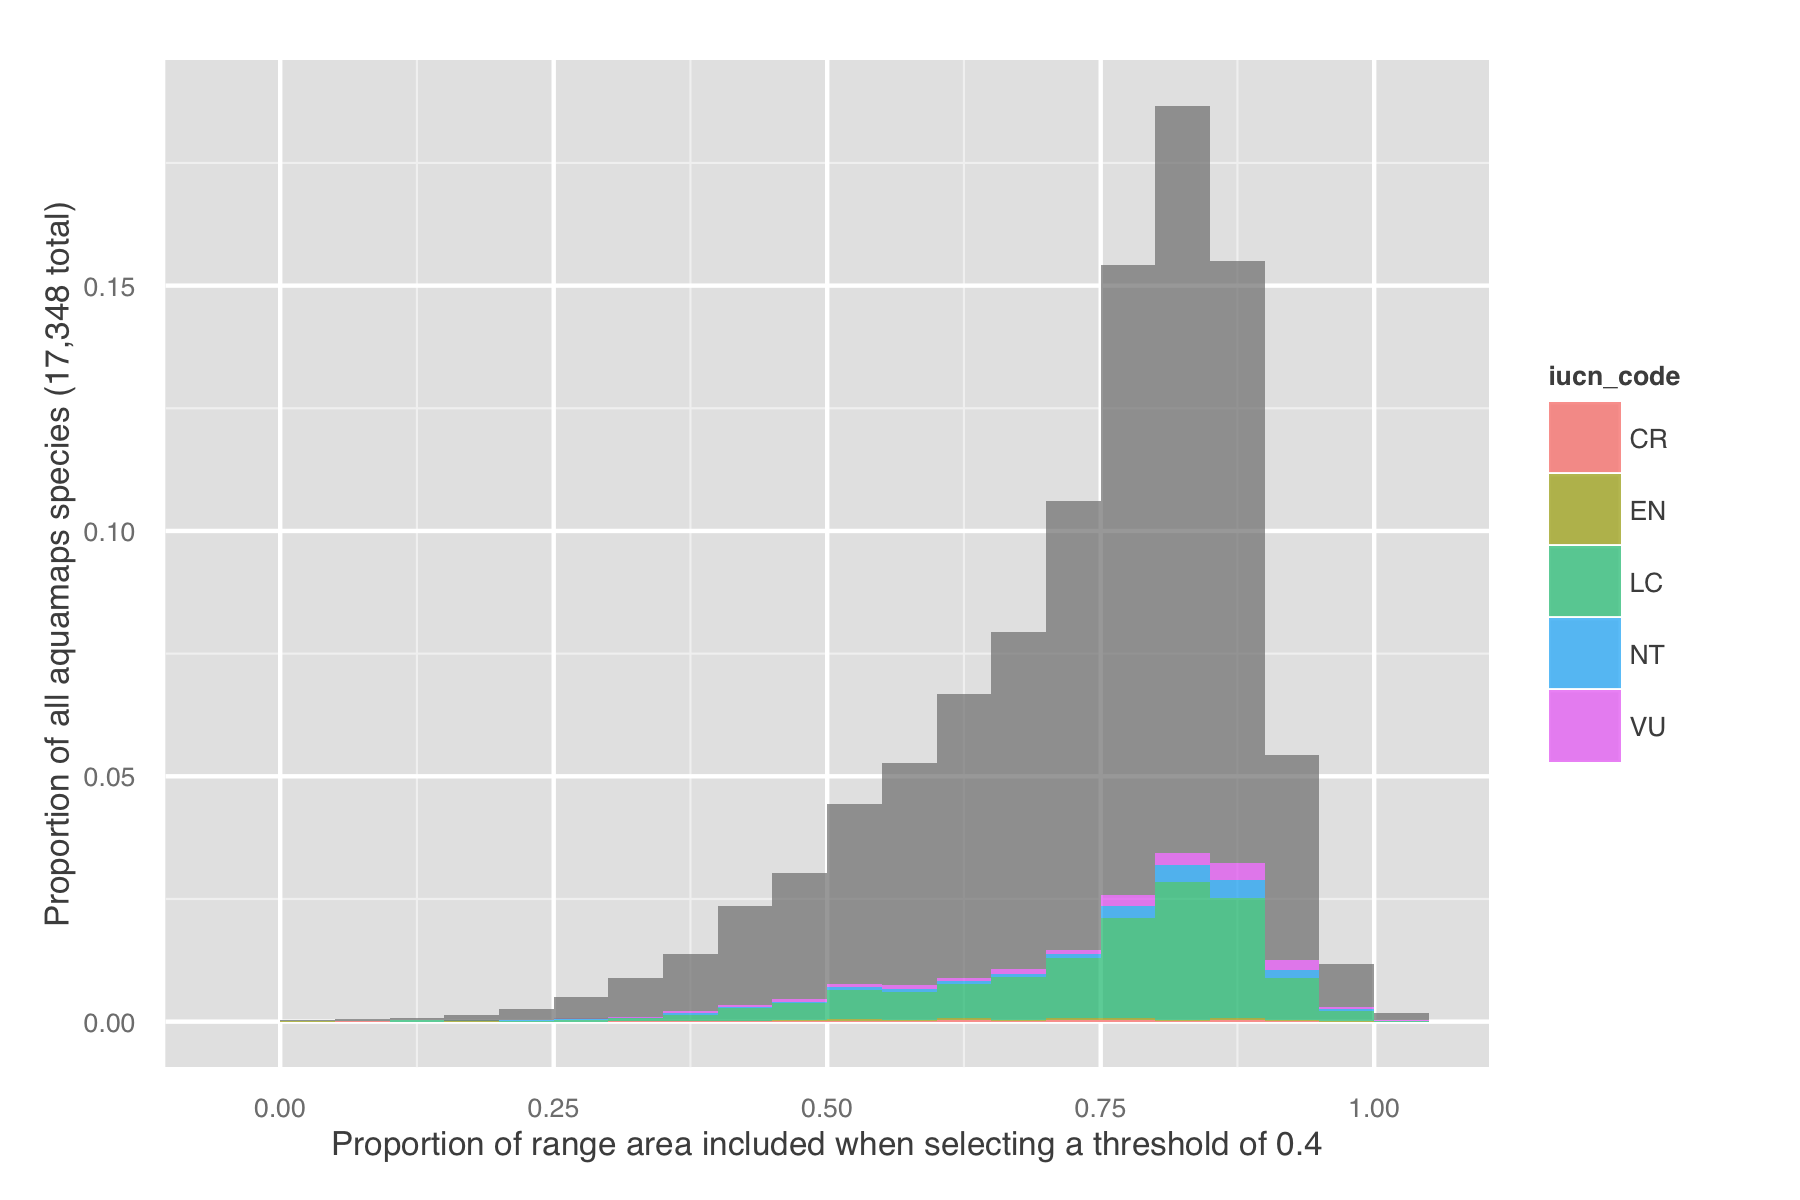 Proportion of all aquamaps species (17,348 total)
0.15
0.10
0.05
0.00
0.00 0.25 0.50 0.75 1.00
Proportion of range area included when selecting a threshold of 0.4
iucn_code
CR
EN
LC
NT
VU